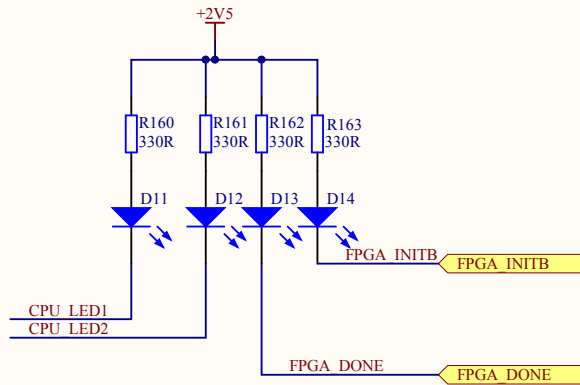 +2V5
R160
330R
R161
330R
R162
330R
R163
330R
D11
D12
D13
D14
FPGA_INITB
FPGA_INITB
CPU_LED1
CPU_LED2
FPGA_DONE
FPGA_DONE